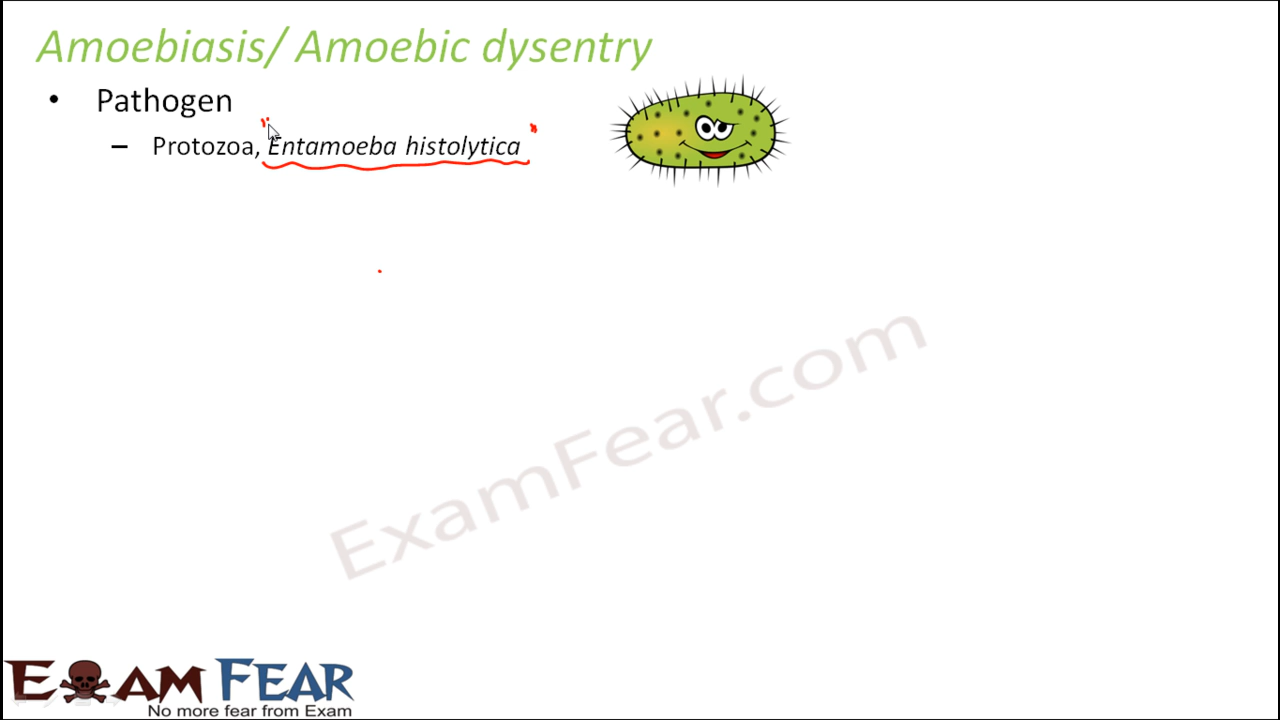 Amoebiasis/ Amoebic dysentry
• Pathogen
– Protozoa, Entamoeba histolytica
ExamFear.com
EXAM FEAR
No more fear from Exam